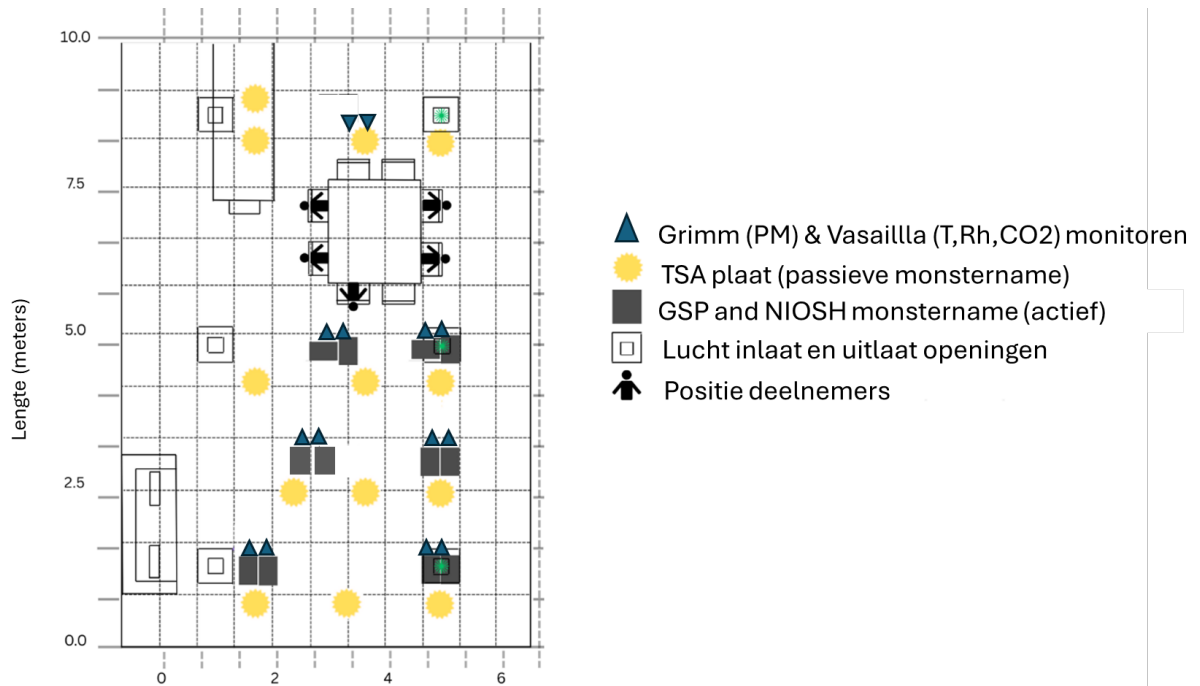 10.0
7.5
5.0
2.5
0.0
Lengte (meters)
0
2
4
6
Grimm (PM) & Vasaillla (T,Rh,CO2) monitoren
TSA plaat (passieve monstername)
GSP and NIOSH monstername (actief)
Lucht inlaat en uitlaat openingen
Positie deelnemers